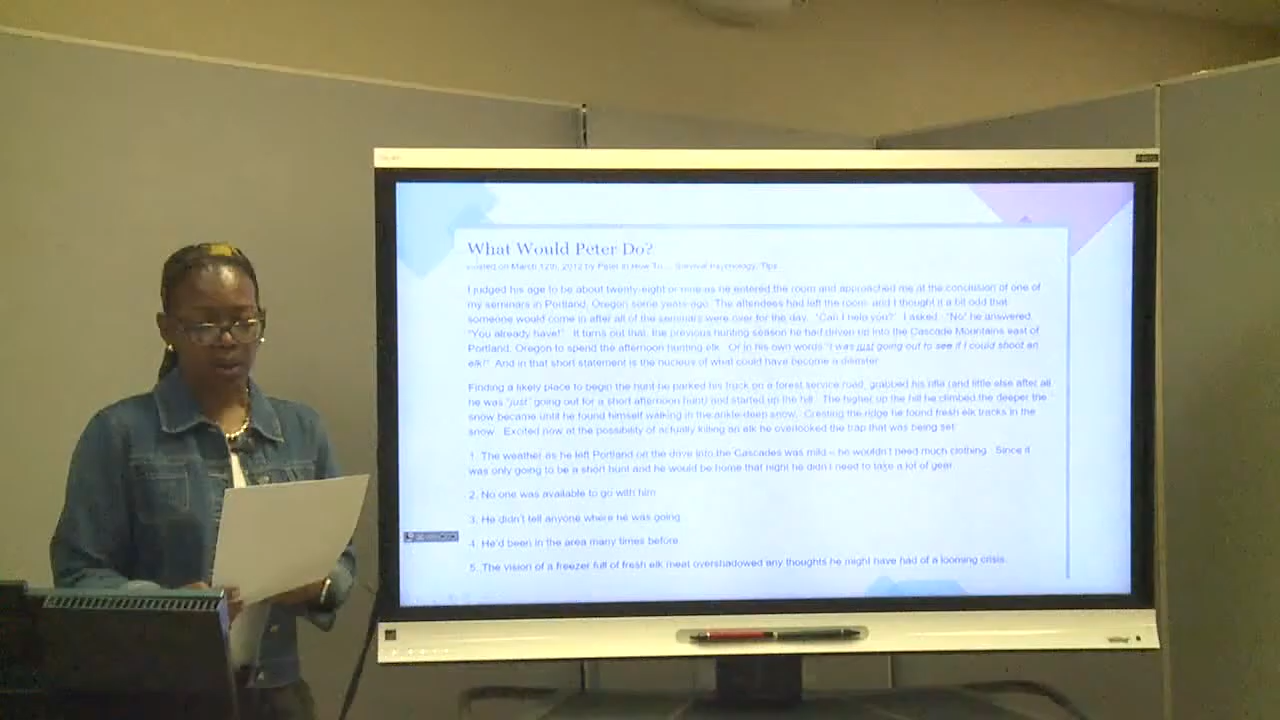 What Would Peter Do?
Posted on March 12th, 2012 by Peter in How To..., Survival Psychology, Tips
I judged his age to be about twenty-eight or nine as he entered the room and approached me at the conclusion of one of
my seminars in Portland, Oregon some years ago. The attendees had left the room and I thought it a bit odd that
someone would come in after all of the seminars were over for the day. "Can I help you?" I asked. "No" he answered,
"You already have!" It turns out that, the previous hunting season he had driven up into the Cascade Mountains east of
Portland, Oregon to spend the afternoon hunting elk. Or in his own words "I was just going out to see if I could shoot an
elk!" And in that short statement is the nucleus of what could have become a disaster.
Finding a likely place to begin the hunt he parked his truck on a forest service road, grabbed his rifle (and little else after all
he was "just" going out for a short afternoon hunt) and started up the hill. The higher up the hill he climbed the deeper the
snow became until he found himself walking in the ankle-deep snow. Cresting the ridge he found fresh elk tracks in the
snow. Excited now at the possibility of actually killing an elk he overlooked the trap that was being set.
1. The weather as he left Portland on the drive into the Cascades was mild – he wouldn't need much clothing. Since it
was only going to be a short hunt and he would be home that night he didn't need to take a lot of gear.
2. No one was available to go with him.
3. He didn't tell anyone where he was going.
4. He'd been in the area many times before.
5. The vision of a freezer full of fresh elk meat overshadowed any thoughts he might have had of a looming crisis.